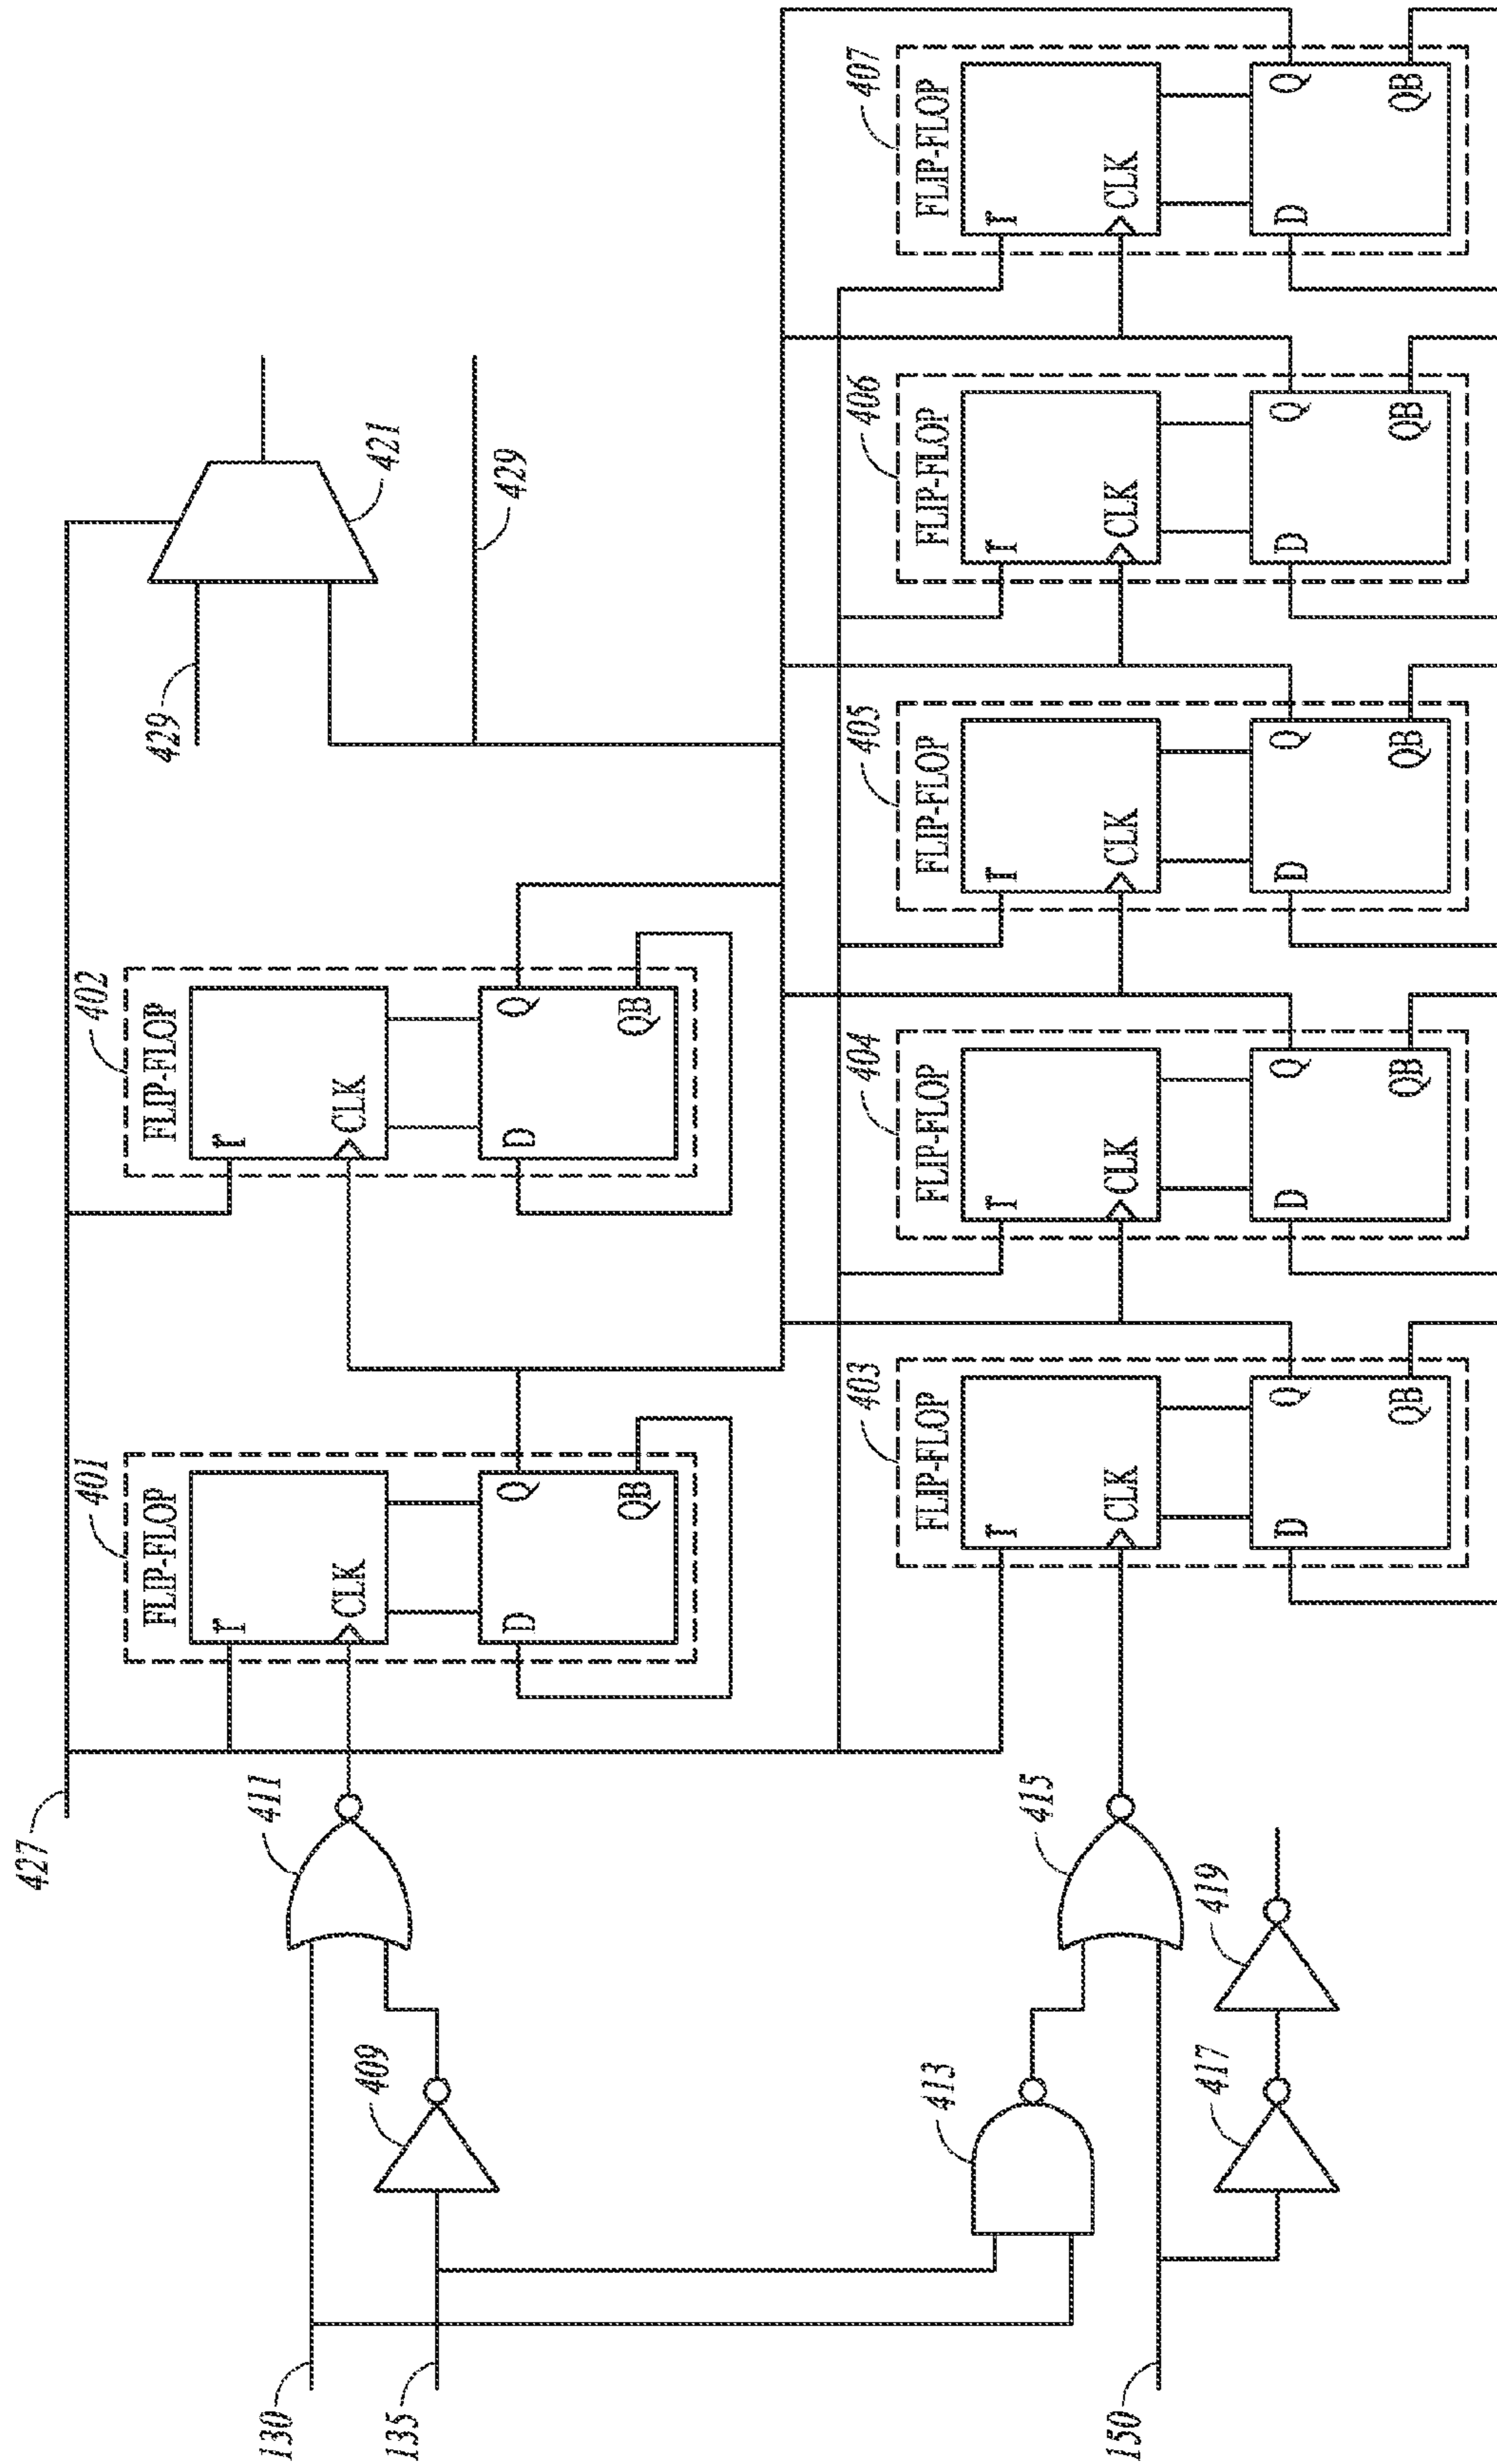 427
401
FLIP-FLOP
r
CLK
D
Q
QB
402
FLIP-FLOP
r
CLK
D
Q
QB
429
421
429
130
135
409
411
413
150
415
417
419
403
FLIP-FLOP
r
CLK
D
Q
QB
404
FLIP-FLOP
r
CLK
D
Q
QB
405
FLIP-FLOP
r
CLK
D
Q
QB
406
FLIP-FLOP
r
CLK
D
Q
QB
407
FLIP-FLOP
r
CLK
D
Q
QB